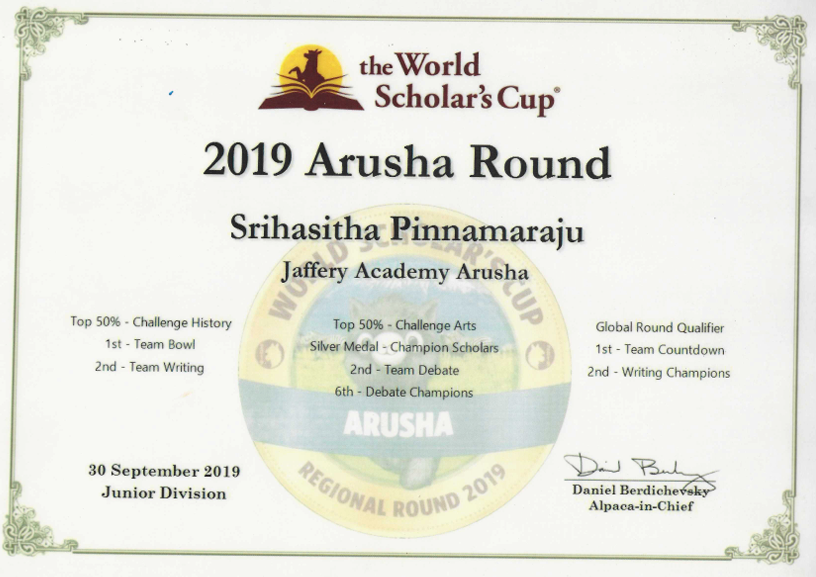 the World
Scholar's Cup®
2019 Arusha Round
Srihasitha Pinnamaraju
Jaffery Academy Arusha
Top 50% - Challenge History
1st - Team Bowl
2nd - Team Writing
Top 50% - Challenge Arts
Silver Medal - Champion Scholars
2nd - Team Debate
6th - Debate Champions
Global Round Qualifier
1st - Team Countdown
2nd - Writing Champions
WORLD SCHOLAR'S CUP
ARUSHA
REGIONAL ROUND 2019
30 September 2019
Junior Division
Daniel Berdichevsky
Alpaca-in-Chief